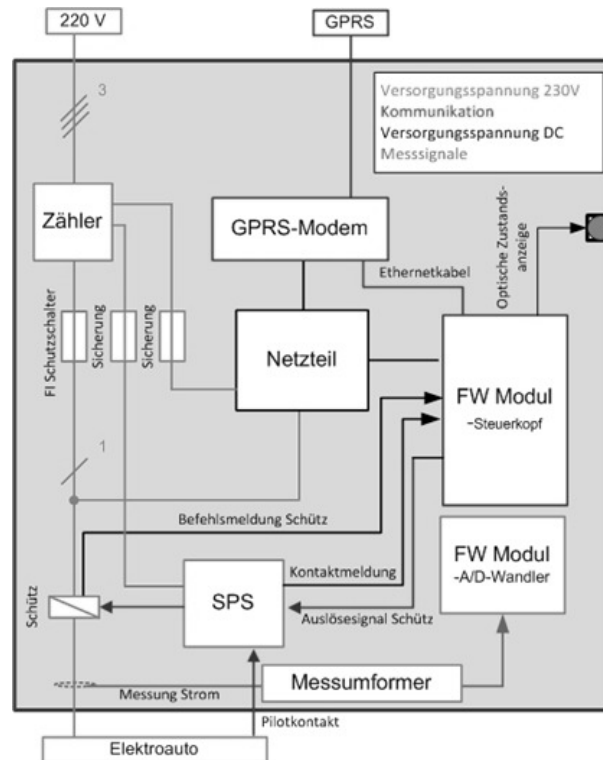 220 V
GPRS
3
Versorgungsspannung 230V
Kommunikation
Versorgungsspannung DC
Messsignale
Zähler
GPRS-Modem
Optische Zustands-
anzeige
Ethernetkabel
FI Schutzschalter
Sicherung
Sicherung
Netzteil
FW Modul
-Steuerkopf
1
Befehlsmeldung Schütz
Kontaktmeldung
FW Modul
-A/D-Wandler
Schütz
SPS
Auslösesignal Schütz
Messumformer
Messung Strom
Pilotkontakt
Elektroauto